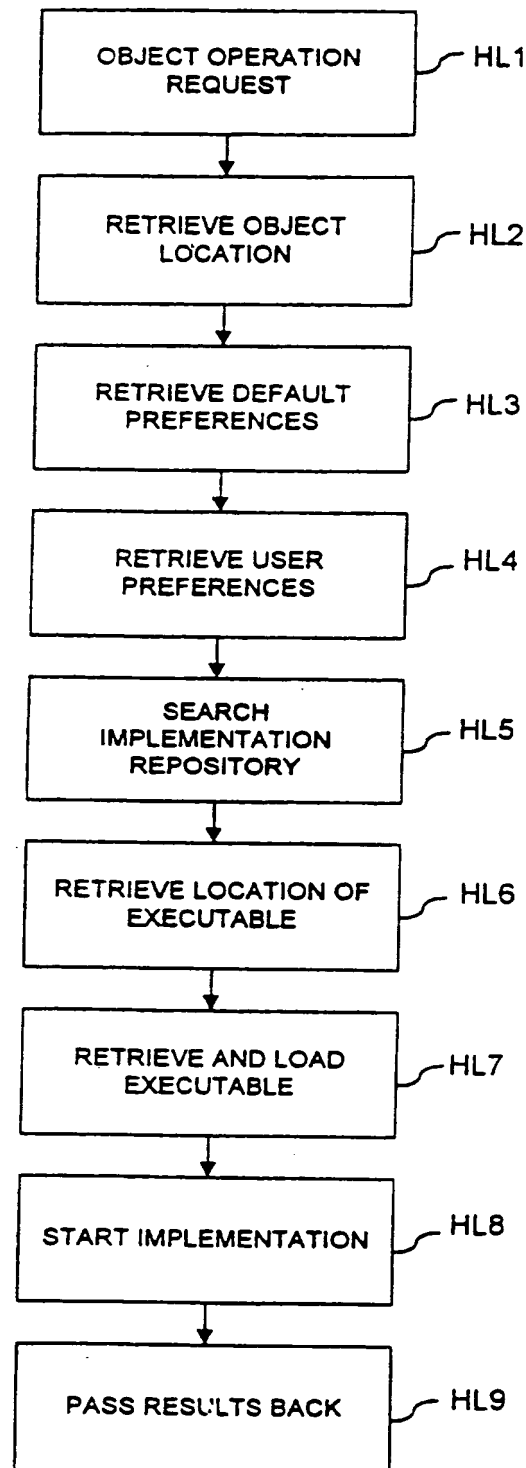 OBJECT OPERATION
REQUEST
HL1
RETRIEVE OBJECT
LOCATION
HL2
RETRIEVE DEFAULT
PREFERENCES
HL3
RETRIEVE USER
PREFERENCES
HL4
SEARCH
IMPLEMENTATION
REPOSITORY
HL5
RETRIEVE LOCATION OF
EXECUTABLE
HL6
RETRIEVE AND LOAD
EXECUTABLE
HL7
START IMPLEMENTATION
HL8
PASS RESULTS BACK
HL9